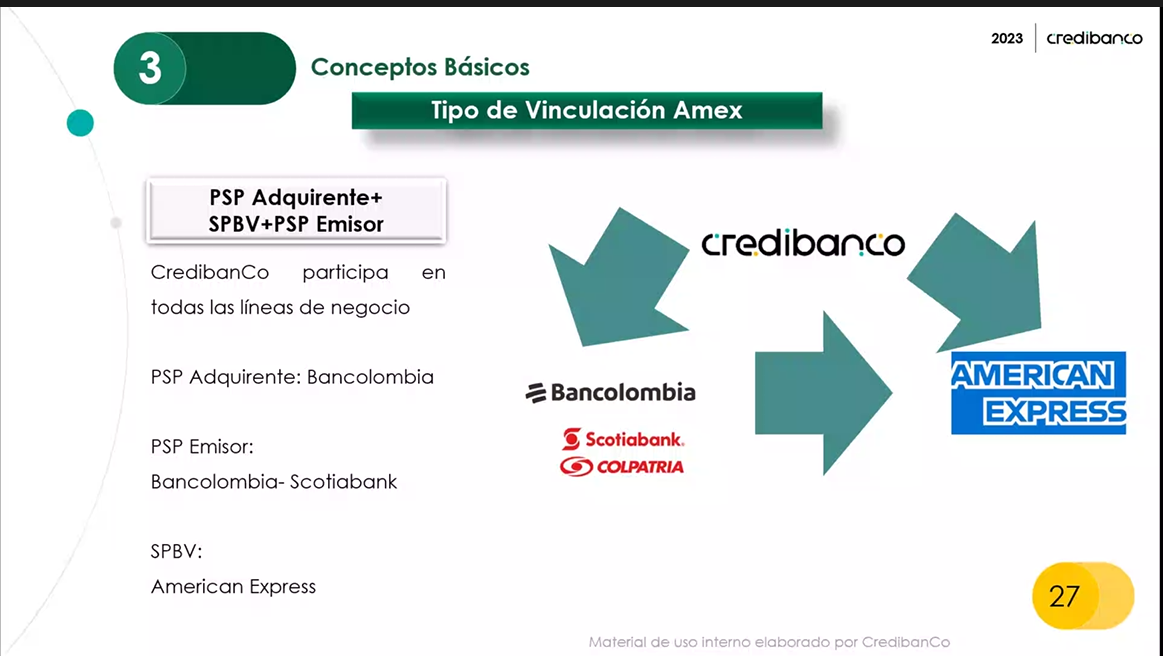 2023 credibanco
3
Conceptos Básicos
Tipo de Vinculación Amex
PSP Adquirente+
SPBV+PSP Emisor
CredibanCo participa en
todas las líneas de negocio
PSP Adquirente: Bancolombia
PSP Emisor:
Bancolombia- Scotiabank
SPBV:
American Express
credibanco
Bancolombia
Scotiabank.
COLPATRIA
AMERICAN
EXPRESS
27
Material de uso interno elaborado por CredibanCo